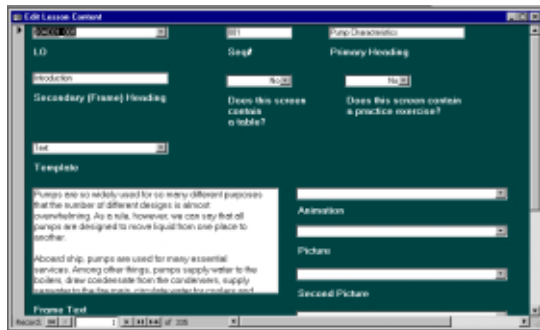 Edit Lesson Content
001
Pump Characteristics
LO
Seq#
Primary Heading
Introduction
No
No
Secondary (Frame) Heading
Does this screen
contain
a table?
Does this screen contain
a practice exercise?
Text
Template
Pumps are so widely used for so many different purposes
that the number of different designs is almost
overwhelming. As a rule, however, we can say that all
pumps are designed to move liquid from one place to
another.
Aboard ship, pumps are used for many essential
services. Among other things, pumps supply water to the
boilers, draw condensate from the condensers, supply
Animation
Picture
Second Picture
Frame Text
Record: 1 of